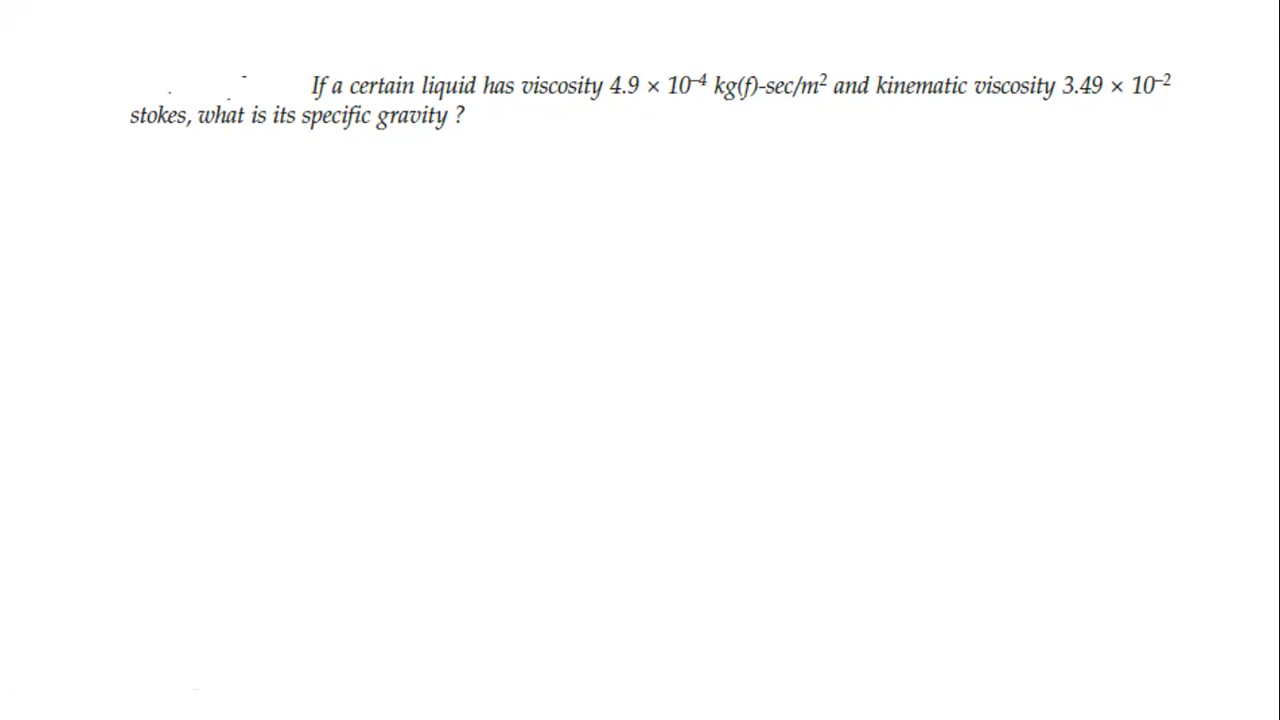 If a certain liquid has viscosity 4.9 × 10⁻⁴ kg(f)-sec/m² and kinematic viscosity 3.49 × 10⁻²
stokes, what is its specific gravity ?